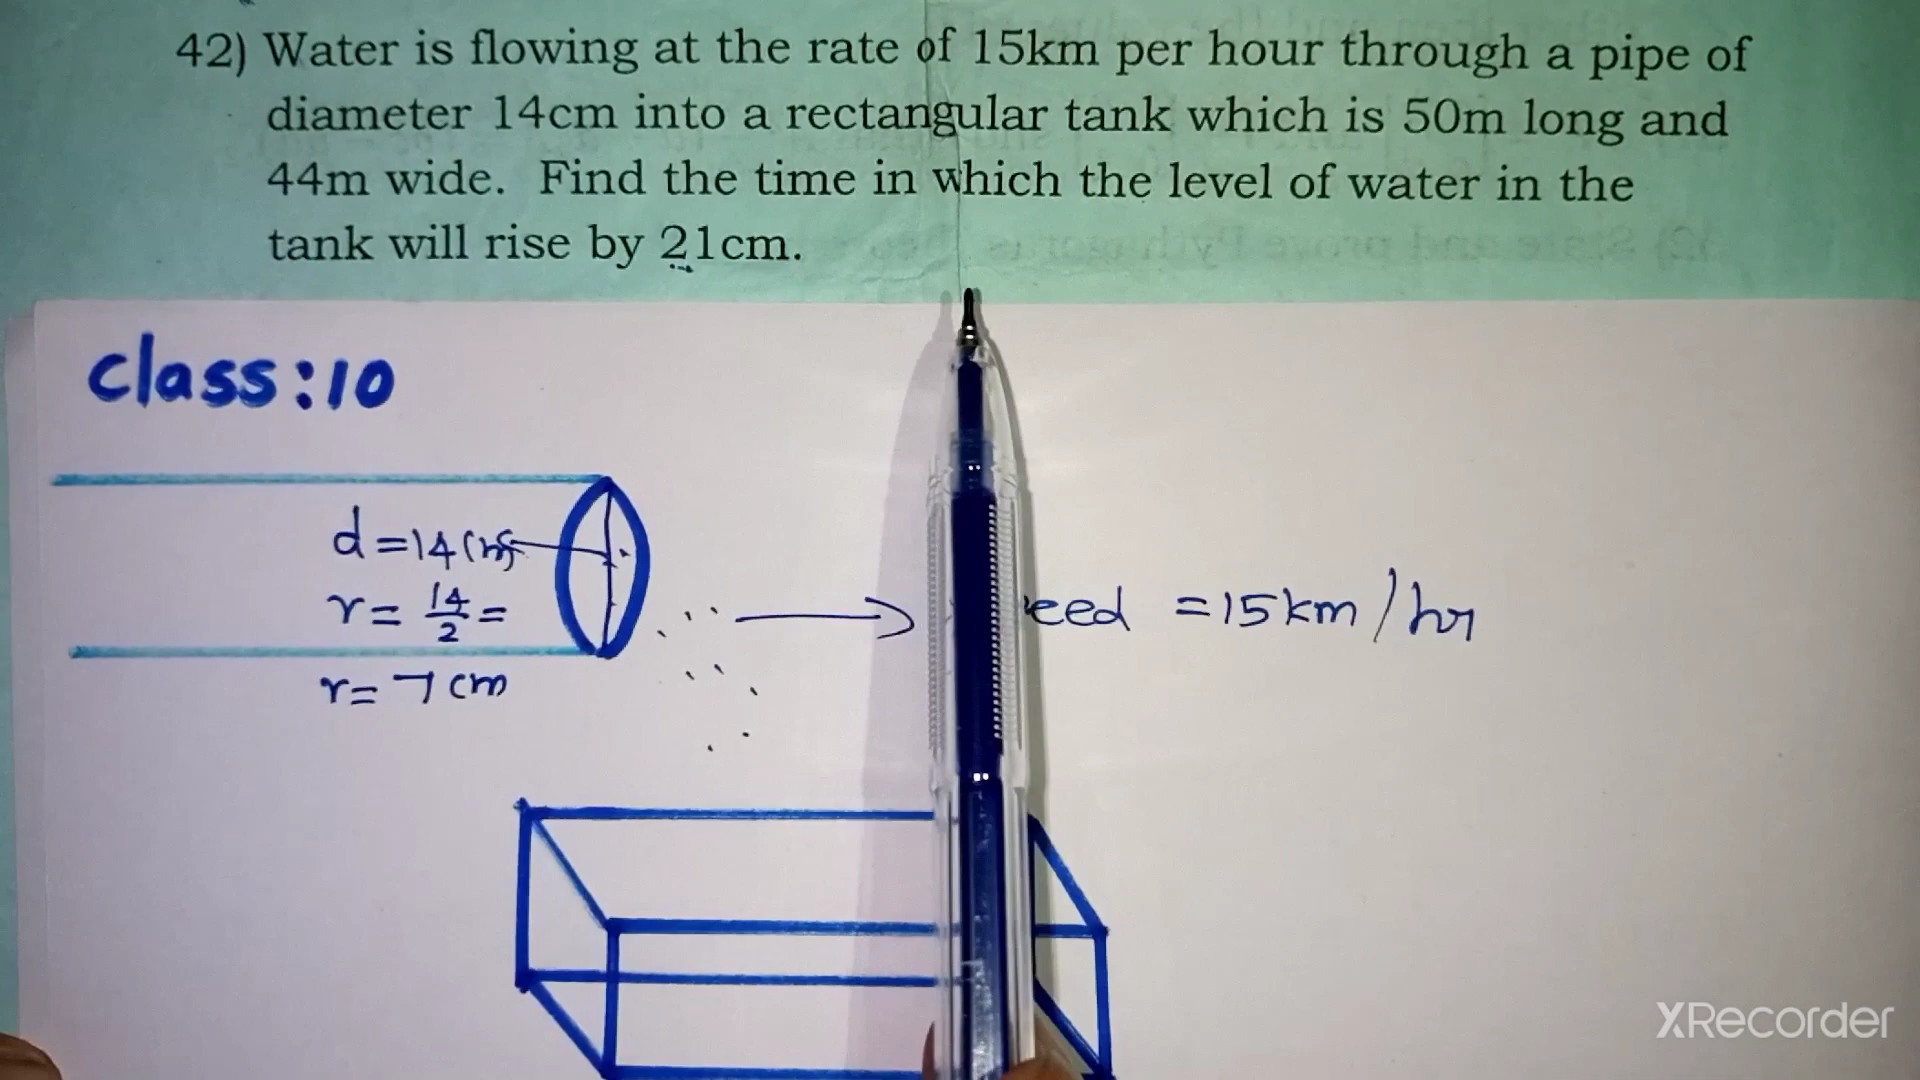 42) Water is flowing at the rate of 15km per hour through a pipe of
diameter 14cm into a rectangular tank which is 50m long and
44m wide. Find the time in which the level of water in the
tank will rise by 21cm.
class:10
d=14cm
r= 14/2 =
r= 7cm
eed =15km/hr
XRecorder